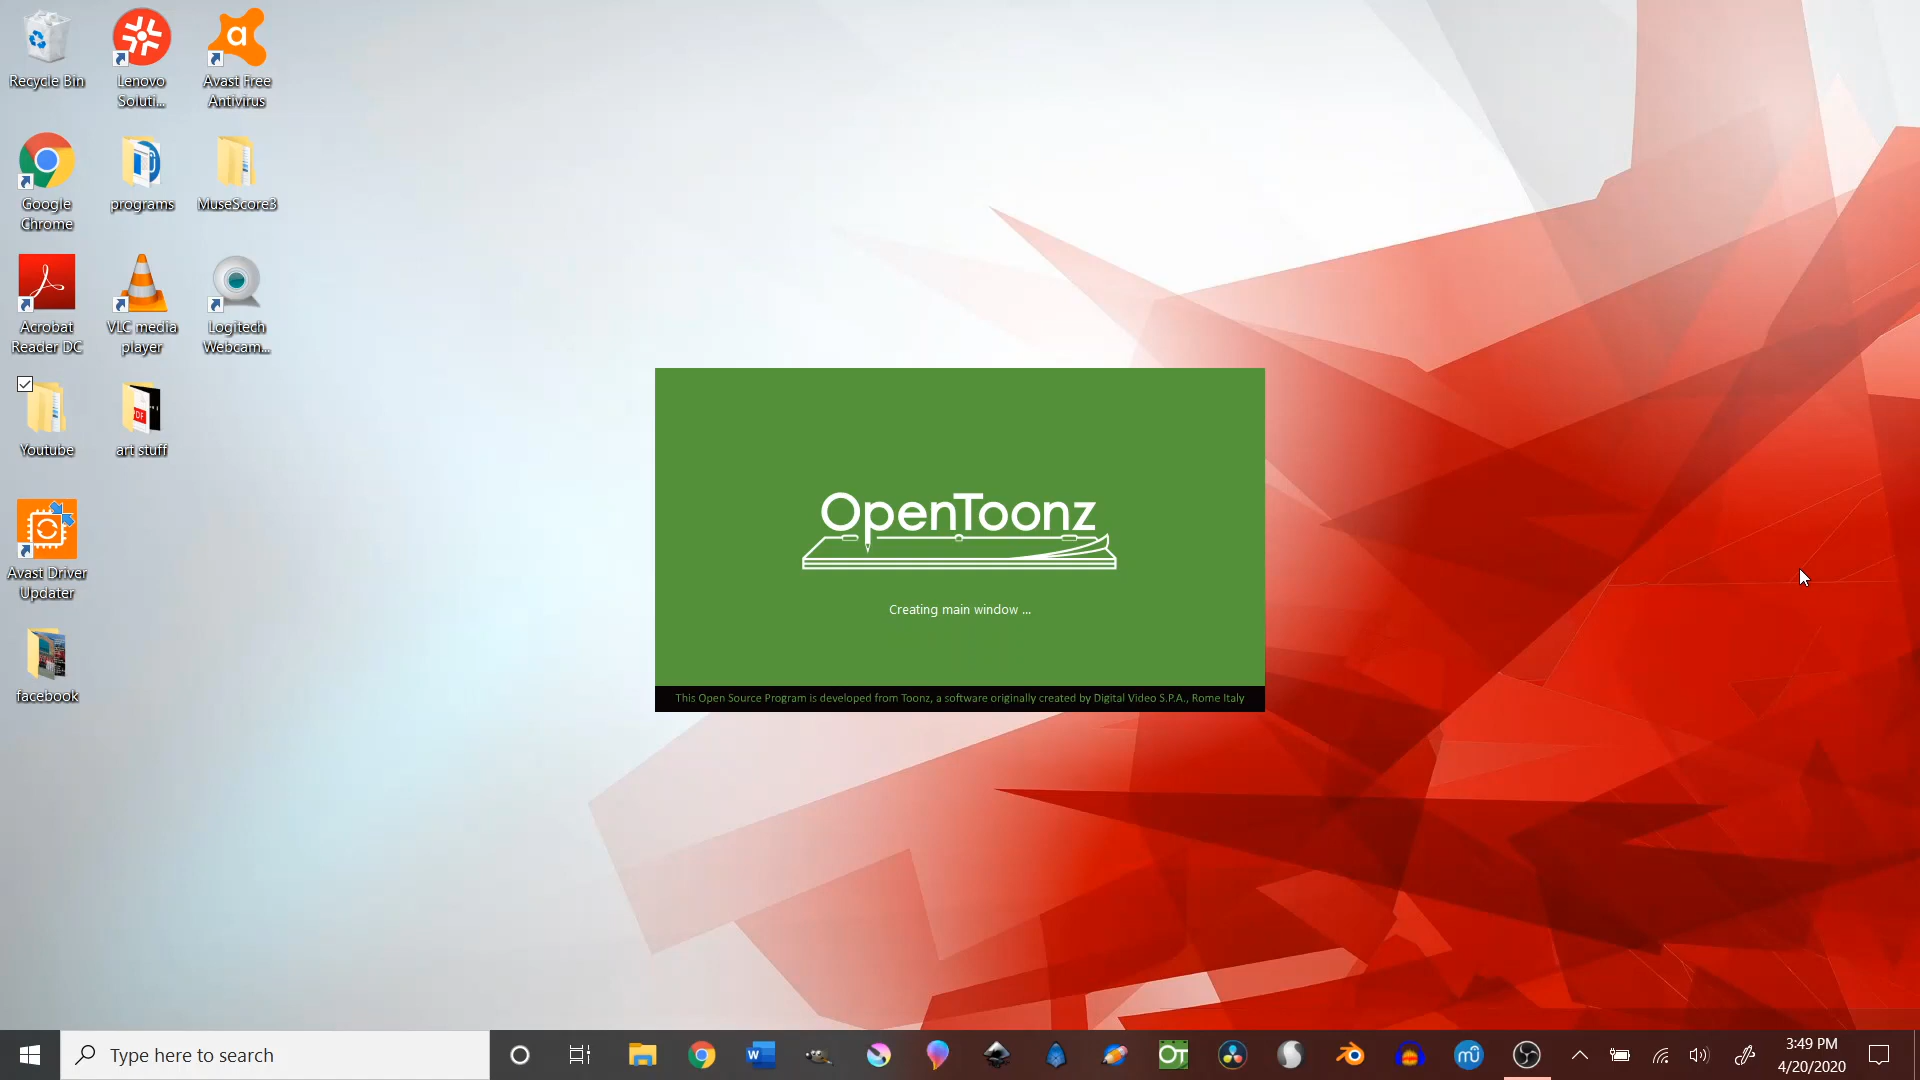 Recycle Bin
Lenovo
Soluti...
Avast Free
Antivirus
Google
Chrome
programs
MuseScore3
Acrobat
Reader DC
VLC media
player
Logitech
Webcam...
Youtube
PDF
art stuff
Avast Driver
Updater
facebook
OpenToonz
Creating main window ...
This Open Source Program is developed from Toonz, a software originally created by Digital Video S.P.A., Rome Italy
Type here to search
3:49 PM
4/20/2020